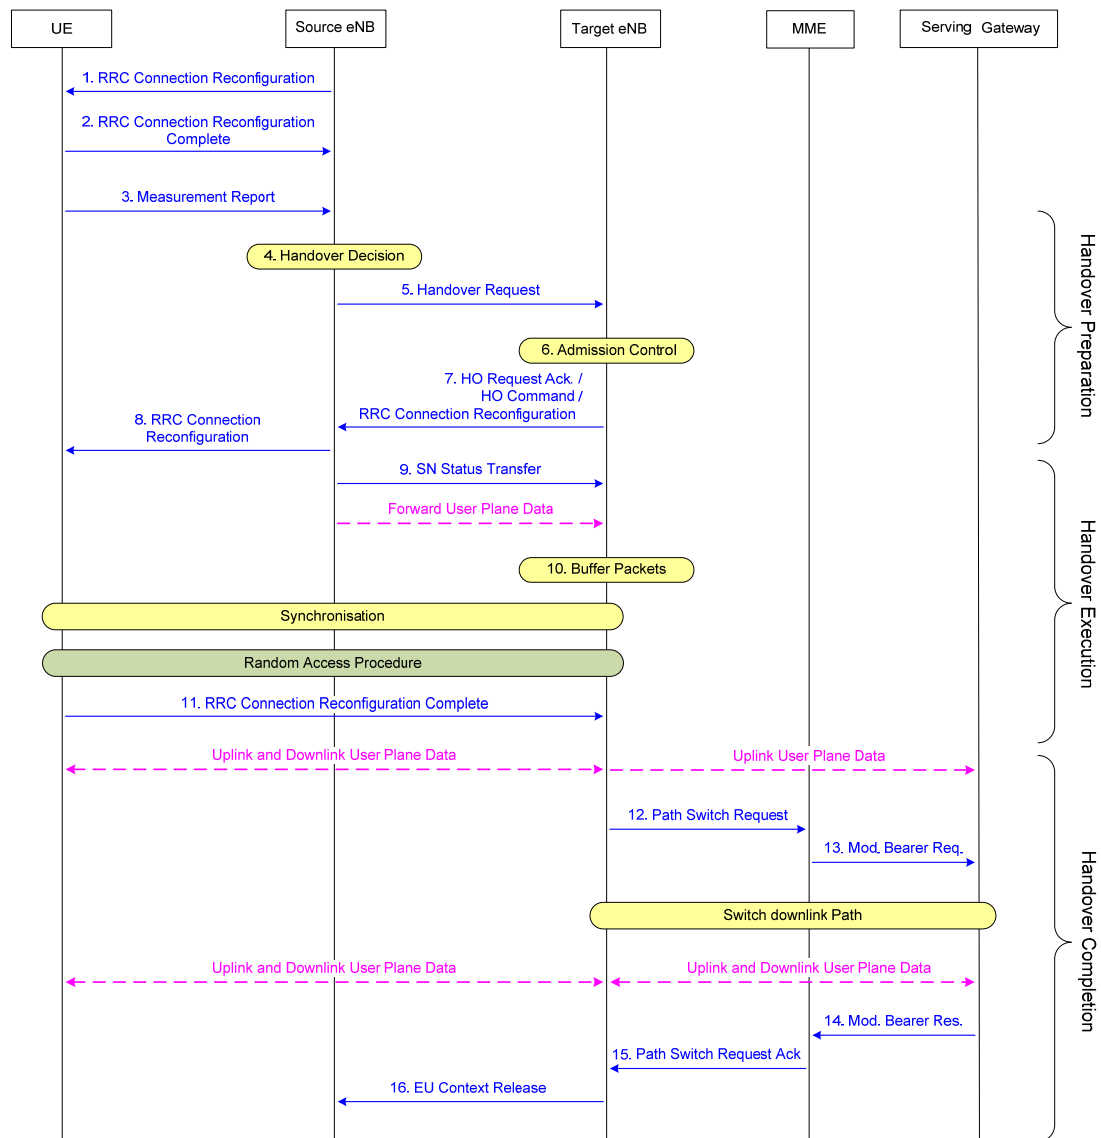 UE
Source eNB
Target eNB
MME
Serving Gateway
1. RRC Connection Reconfiguration
2. RRC Connection Reconfiguration
Complete
3. Measurement Report
4. Handover Decision
5. Handover Request
6. Admission Control
7. HO Request Ack. /
HO Command /
RRC Connection Reconfiguration
8. RRC Connection
Reconfiguration
Handover Preparation
9. SN Status Transfer
Forward User Plane Data
10. Buffer Packets
Synchronisation
Random Access Procedure
11. RRC Connection Reconfiguration Complete
Handover Execution
Uplink and Downlink User Plane Data
Uplink User Plane Data
12. Path Switch Request
13. Mod. Bearer Req.
Switch downlink Path
Uplink and Downlink User Plane Data
Uplink and Downlink User Plane Data
14. Mod. Bearer Res.
15. Path Switch Request Ack
16. EU Context Release
Handover Completion